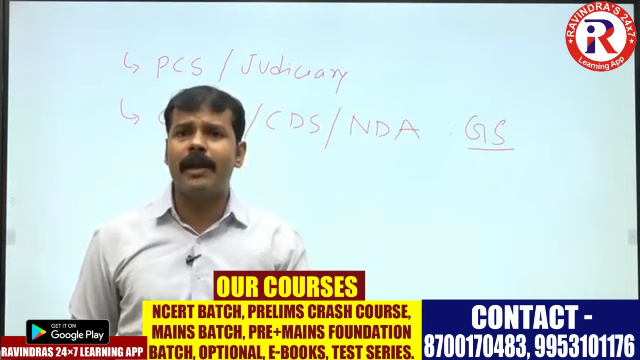 RAVINDRA'S 24x7
iR
Learning App
↳ PCS / Judiciary
↳ C / CDS / NDA : GS
OUR COURSES
NCERT BATCH, PRELIMS CRASH COURSE,
MAINS BATCH, PRE+MAINS FOUNDATION
BATCH, OPTIONAL, E-BOOKS, TEST SERIES.
CONTACT -
8700170483, 9953101176
GET IT ON
Google Play
RAVINDRAS 24×7 LEARNING APP